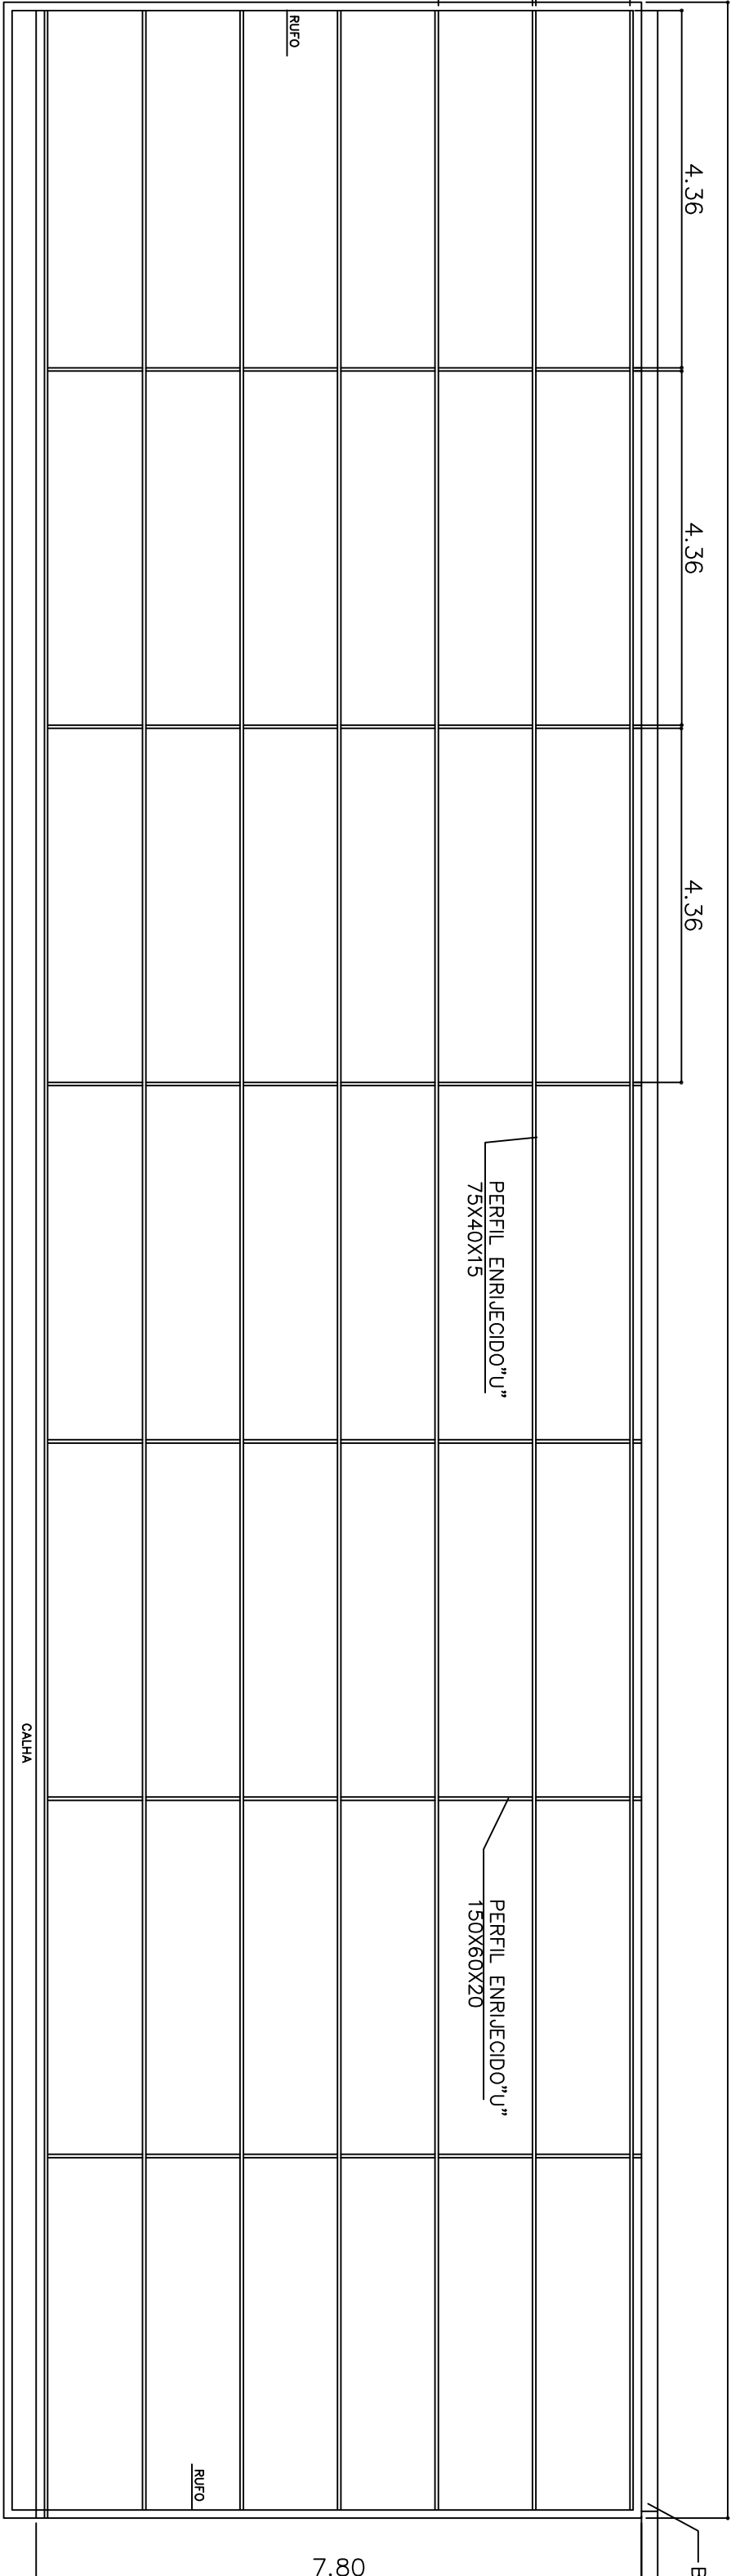 RUFO
4.36
4.36
4.36
PERFIL ENRIJECIDO"U"
75X40X15
CALHA
PERFIL ENRIJECIDO"U"
150X60X20
RUFO
7.80